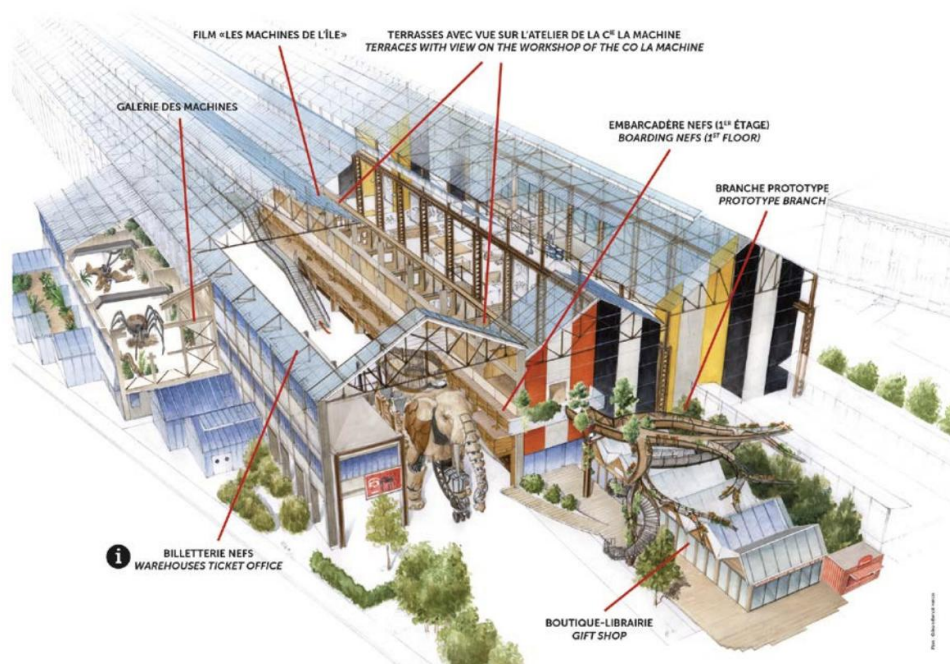 FILM «LES MACHINES DE L'ÎLE»
TERRASSES AVEC VUE SUR L'ATELIER DE LA CIE LA MACHINE
TERRACES WITH VIEW ON THE WORKSHOP OF THE CO LA MACHINE
GALERIE DES MACHINES
EMBARCADÈRE NEFS (1ER ÉTAGE)
BOARDING NEFS (1ST FLOOR)
BRANCHE PROTOTYPE
PROTOTYPE BRANCH
i
BILLETTERIE NEFS
WAREHOUSES TICKET OFFICE
BOUTIQUE-LIBRAIRIE
GIFT SHOP